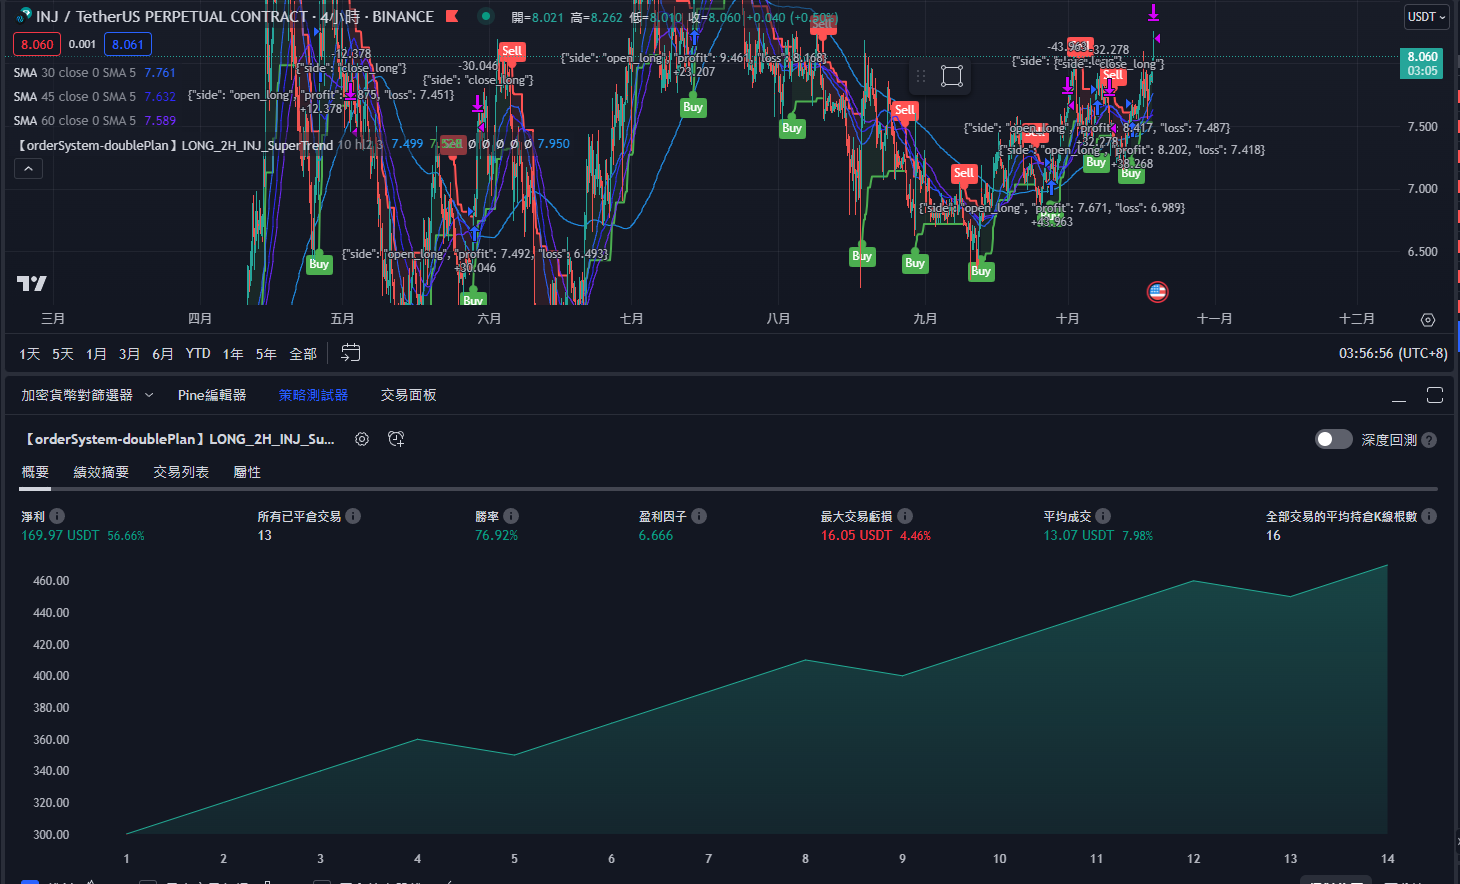 INJ / TetherUS PERPETUAL CONTRACT · 4小時 · BINANCE
開=8.021 高=8.262 低=8.010 收=8.060 +0.040 (+0.50%)
USDT
8.060 0.001 8.061
8.060
03:05
SMA 30 close 0 SMA 5 7.761
SMA 45 close 0 SMA 5 7.632
SMA 60 close 0 SMA 5 7.589
【orderSystem-doublePlan】LONG_2H_INJ_SuperTrend 10 hl2 3 7.499 Ø Ø Ø Ø Ø 7.950
-12.378
{"side": "close_long"}
+12.378
-30.046
{"side": "close_long"}
Sell
{"side": "open_long", "profit": 9.461, "loss": 8.168}
+23.207
Buy
Buy
Sell
Sell
Sell
Sell
-43.963
-32.278
{"side": "close_long"}
Sell
{"side": "open_long", "profit": 8.417, "loss": 7.487}
+32.278
{"side": "open_long", "profit": 8.202, "loss": 7.418}
+38.268
Buy
Buy
{"side": "open_long", "profit": 7.671, "loss": 6.989}
+43.963
{"side": "open_long", "profit": 7.492, "loss": 6.493}
+30.046
Buy
Buy
Buy
Buy
Buy
7.500
7.000
6.500
三月 四月 五月 六月 七月 八月 九月 十月 十一月 十二月
1天 5天 1月 3月 6月 YTD 1年 5年 全部
03:56:56 (UTC+8)
加密貨幣對篩選器 Pine編輯器 策略測試器 交易面板
【orderSystem-doublePlan】LONG_2H_INJ_Su...
深度回測
概要 績效摘要 交易列表 屬性
淨利 所有已平倉交易 勝率 盈利因子 最大交易虧損 平均成交 全部交易的平均持倉K線根數
169.97 USDT 56.66% 13 76.92% 6.666 16.05 USDT 4.46% 13.07 USDT 7.98% 16
460.00
440.00
420.00
400.00
380.00
360.00
340.00
320.00
300.00
1 2 3 4 5 6 7 8 9 10 11 12 13 14